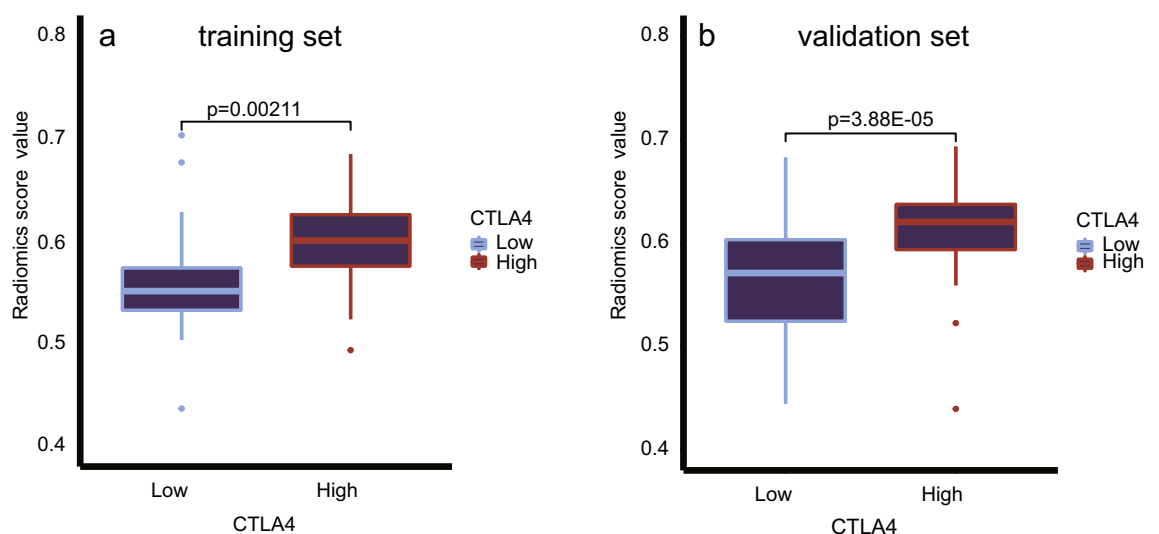 a
training set
0.8
0.7
0.6
0.5
0.4
Radiomics score value
p=0.00211
CTLA4
Low
High
Low
High
CTLA4
b
validation set
0.8
0.7
0.6
0.5
0.4
Radiomics score value
p=3.88E-05
CTLA4
Low
High
Low
High
CTLA4